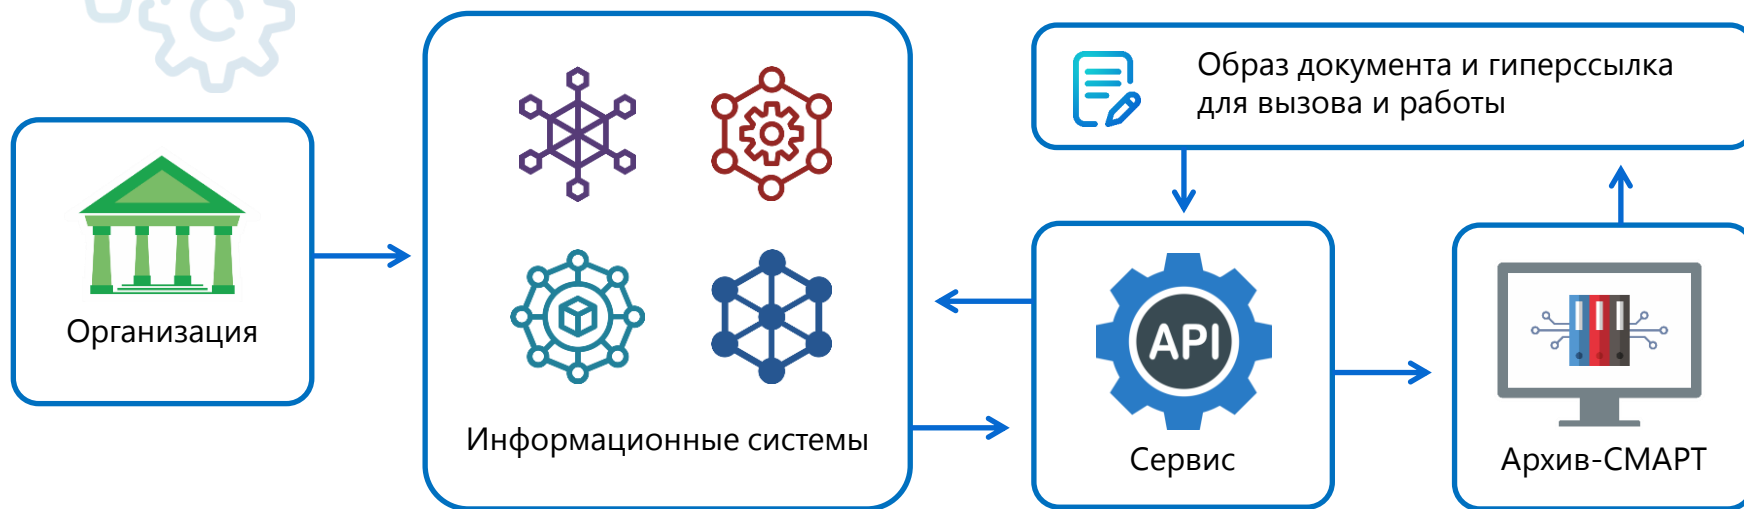 Образ документа и гиперссылка
для вызова и работы
Организация
Информационные системы
API
Сервис
Архив-СМАРТ